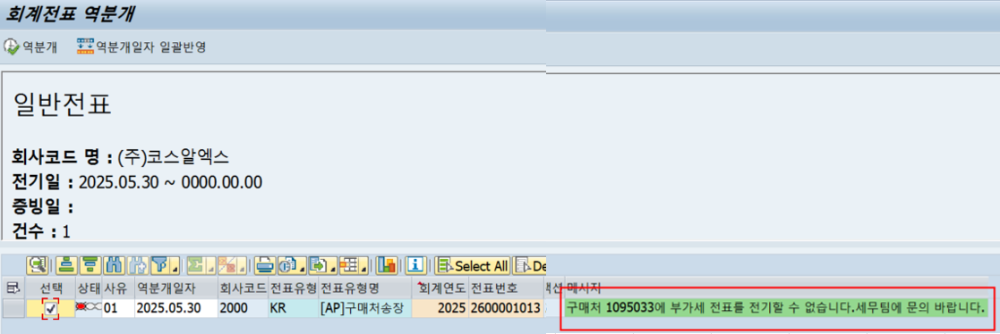 회계전표 역분개
역분개 역분개일자 일괄반영
일반전표
회사코드 명 : (주)코스알엑스
전기일 : 2025.05.30 ~ 0000.00.00
증빙일 :
건수 : 1
Select All De
선택 상태 사유 역분개일자 회사코드 전표유형 전표유형명 회계연도 전표번호 메시지
01 2025.05.30 2000 KR [AP]구매처송장 2025 2600001013 구매처 1095033에 부가세 전표를 전기할 수 없습니다.세무팀에 문의 바랍니다.